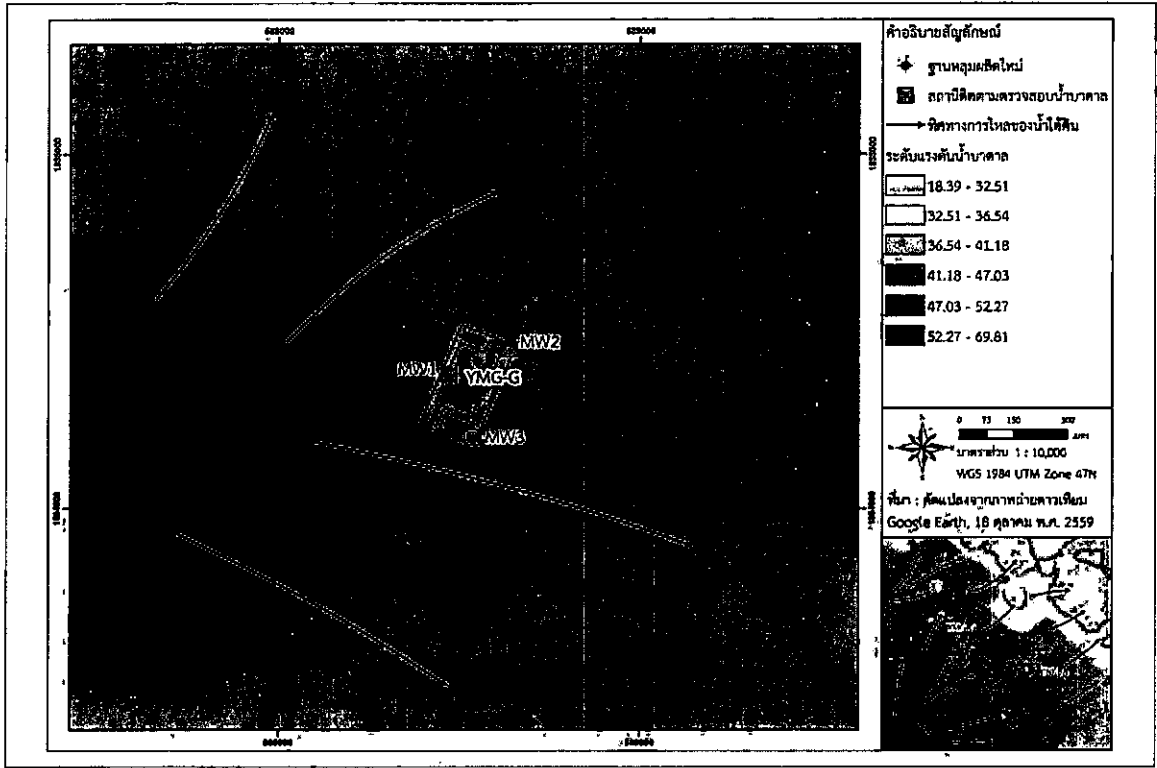 MW2
MW1
YMG-G
MW3
คำอธิบายสัญลักษณ์
ฐานหลุมผลิตใหม่
สถานีติดตามตรวจสอบน้ำบาดาล
ทิศทางการไหลของน้ำใต้ดิน
ระดับแรงดันน้ำบาดาล
18.39 - 32.51
32.51 - 36.54
36.54 - 41.18
41.18 - 47.03
47.03 - 52.27
52.27 - 69.81
0 75 150 300
เมตร
มาตราส่วน 1 : 10,000
WGS 1984 UTM Zone 47N
ที่มา : ดัดแปลงจากภาพถ่ายดาวเทียม
Google Earth, 18 ตุลาคม พ.ศ. 2559